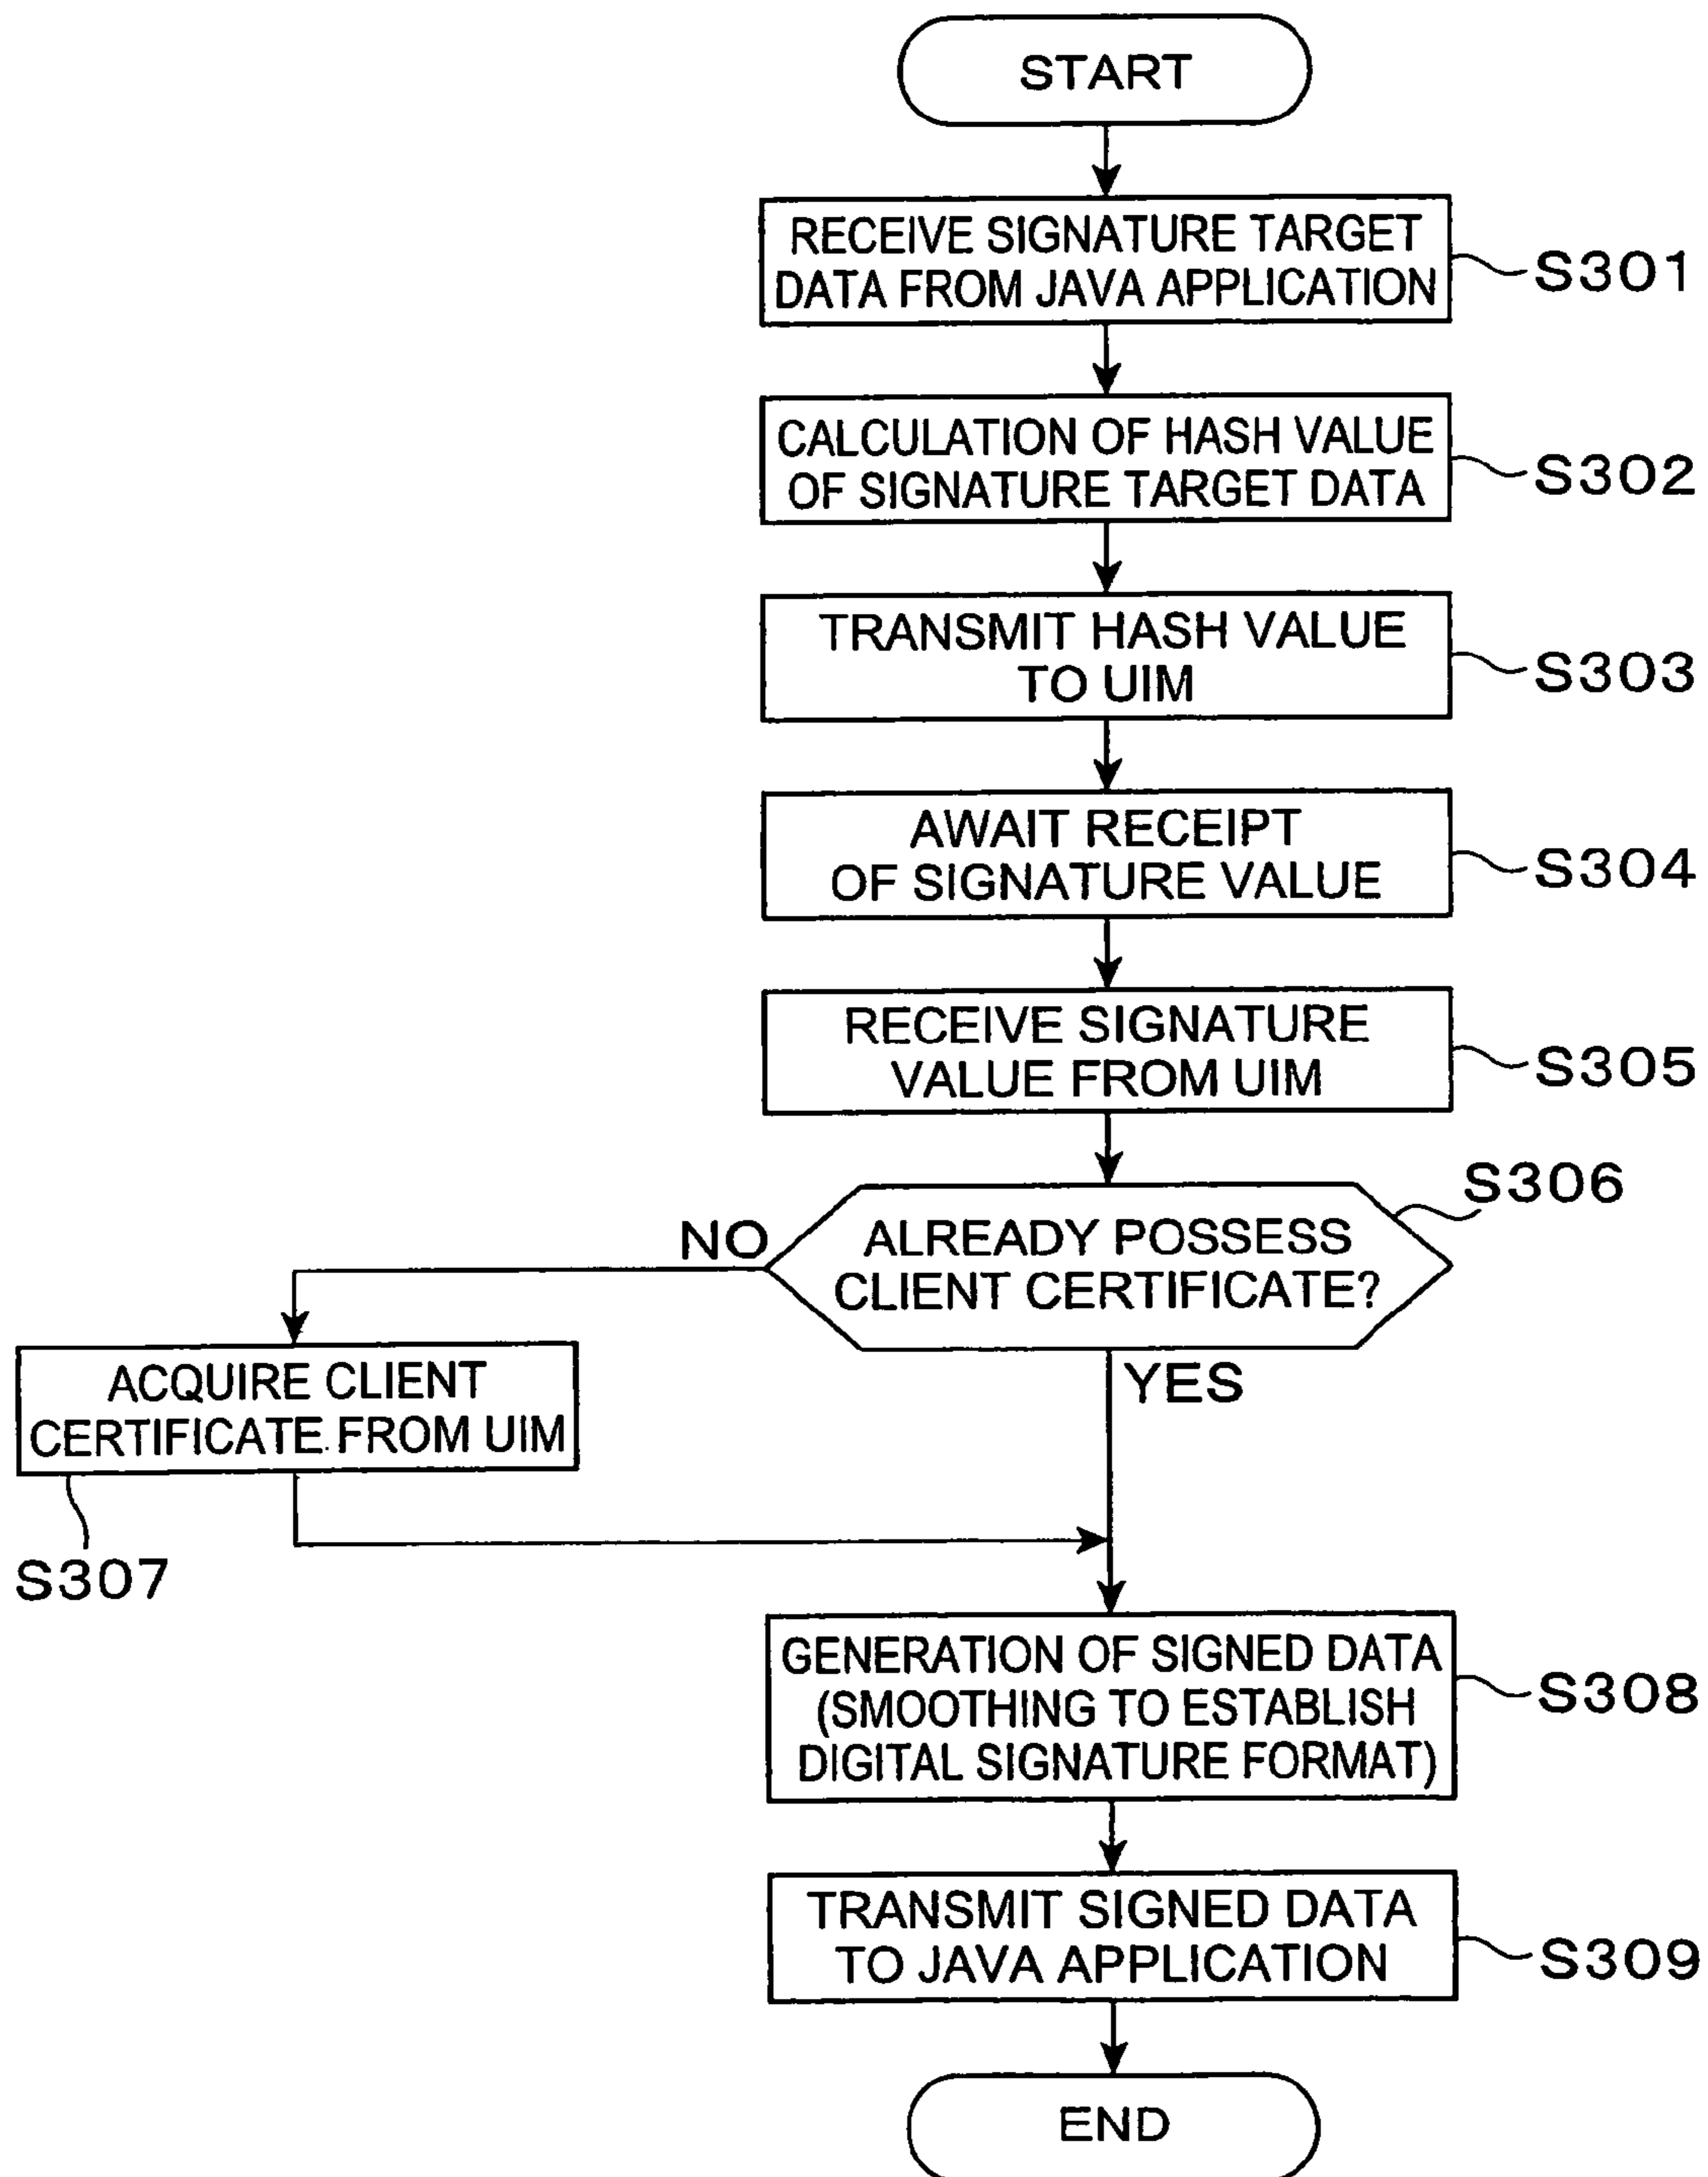 START
RECEIVE SIGNATURE TARGET
DATA FROM JAVA APPLICATION
S301
CALCULATION OF HASH VALUE
OF SIGNATURE TARGET DATA
S302
TRANSMIT HASH VALUE
TO UIM
S303
AWAIT RECEIPT
OF SIGNATURE VALUE
S304
RECEIVE SIGNATURE
VALUE FROM UIM
S305
S306
ALREADY POSSESS
CLIENT CERTIFICATE?
NO
YES
ACQUIRE CLIENT
CERTIFICATE FROM UIM
S307
GENERATION OF SIGNED DATA
(SMOOTHING TO ESTABLISH
DIGITAL SIGNATURE FORMAT)
S308
TRANSMIT SIGNED DATA
TO JAVA APPLICATION
S309
END